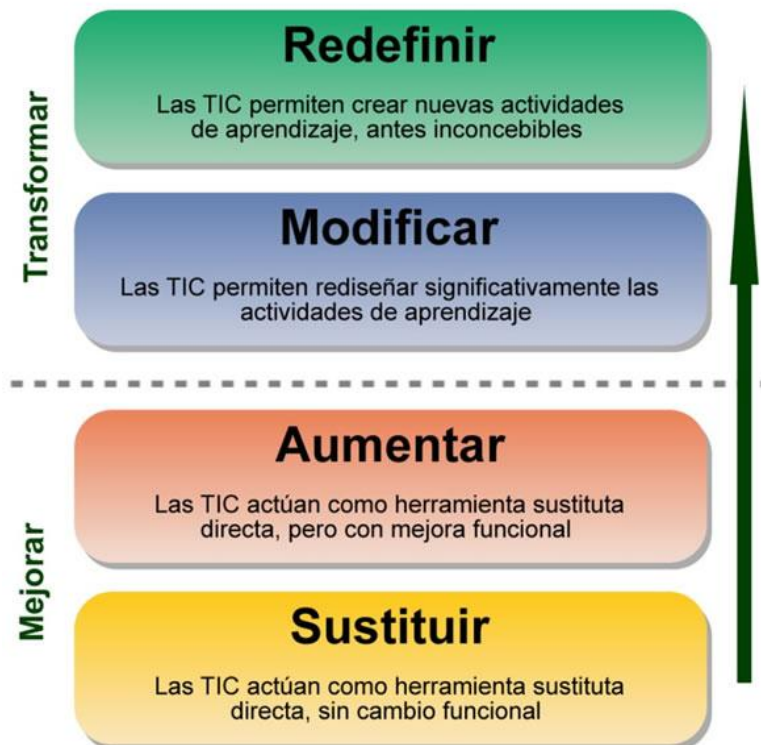 Transformar
Redefinir
Las TIC permiten crear nuevas actividades
de aprendizaje, antes inconcebibles
Modificar
Las TIC permiten rediseñar significativamente las
actividades de aprendizaje
Mejorar
Aumentar
Las TIC actúan como herramienta sustituta
directa, pero con mejora funcional
Sustituir
Las TIC actúan como herramienta sustituta
directa, sin cambio funcional